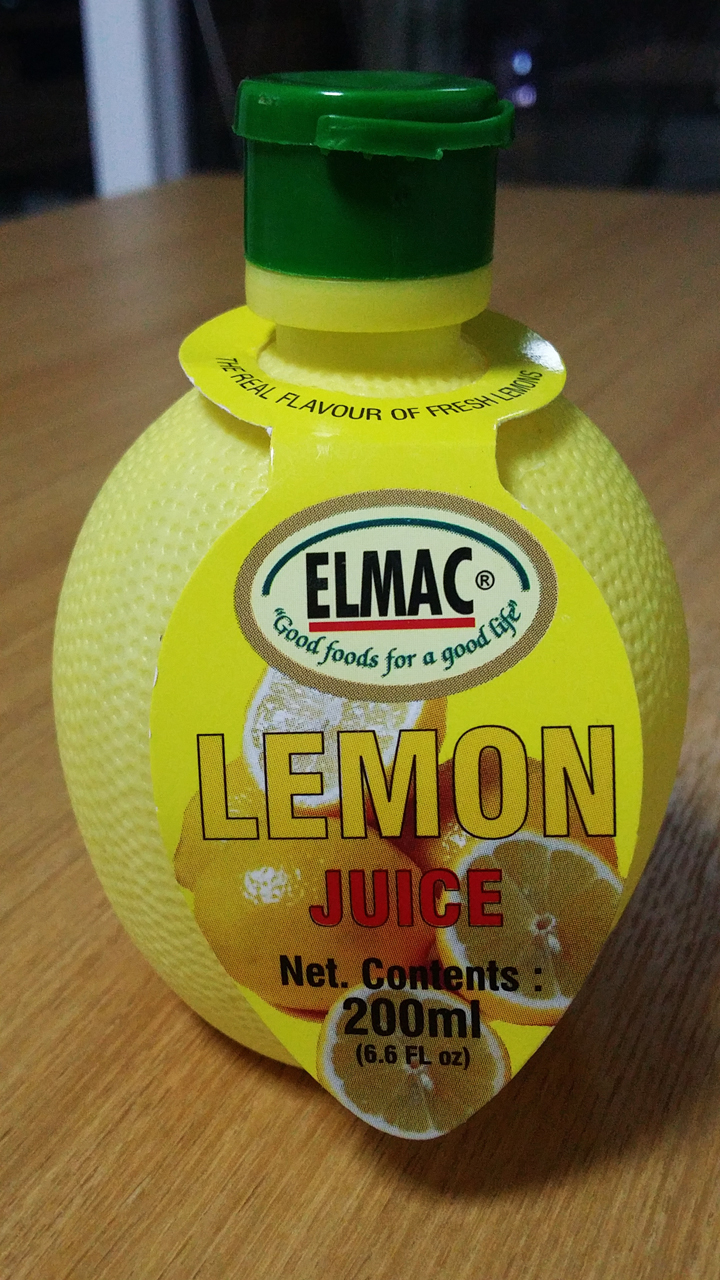 THE REAL FLAVOUR OF FRESH LEMONS
ELMAC®
"Good foods for a good life"
LEMON
JUICE
Net. Contents :
200ml
(6.6 FL oz)